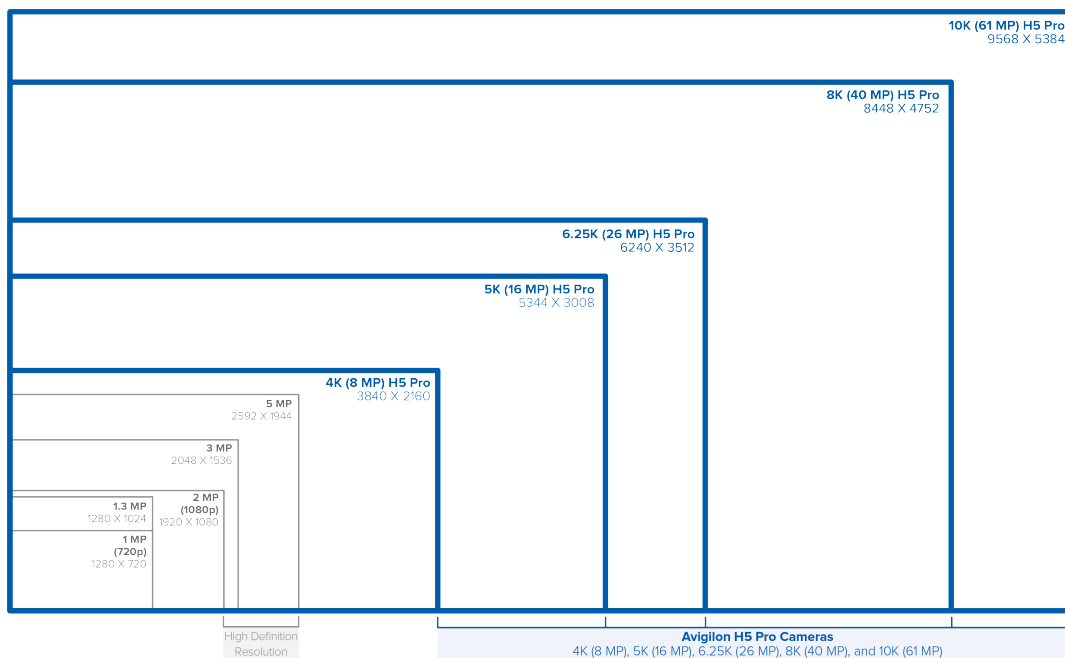 10K (61 MP) H5 Pro
9568 X 5384
8K (40 MP) H5 Pro
8448 X 4752
6.25K (26 MP) H5 Pro
6240 X 3512
5K (16 MP) H5 Pro
5344 X 3008
4K (8 MP) H5 Pro
3840 X 2160
5 MP
2592 X 1944
3 MP
2048 X 1536
2 MP
(1080p)
1920 X 1080
1.3 MP
1280 X 1024
1 MP
(720p)
1280 X 720
High Definition
Resolution
Avigilon H5 Pro Cameras
4K (8 MP), 5K (16 MP), 6.25K (26 MP), 8K (40 MP), and 10K (61 MP)